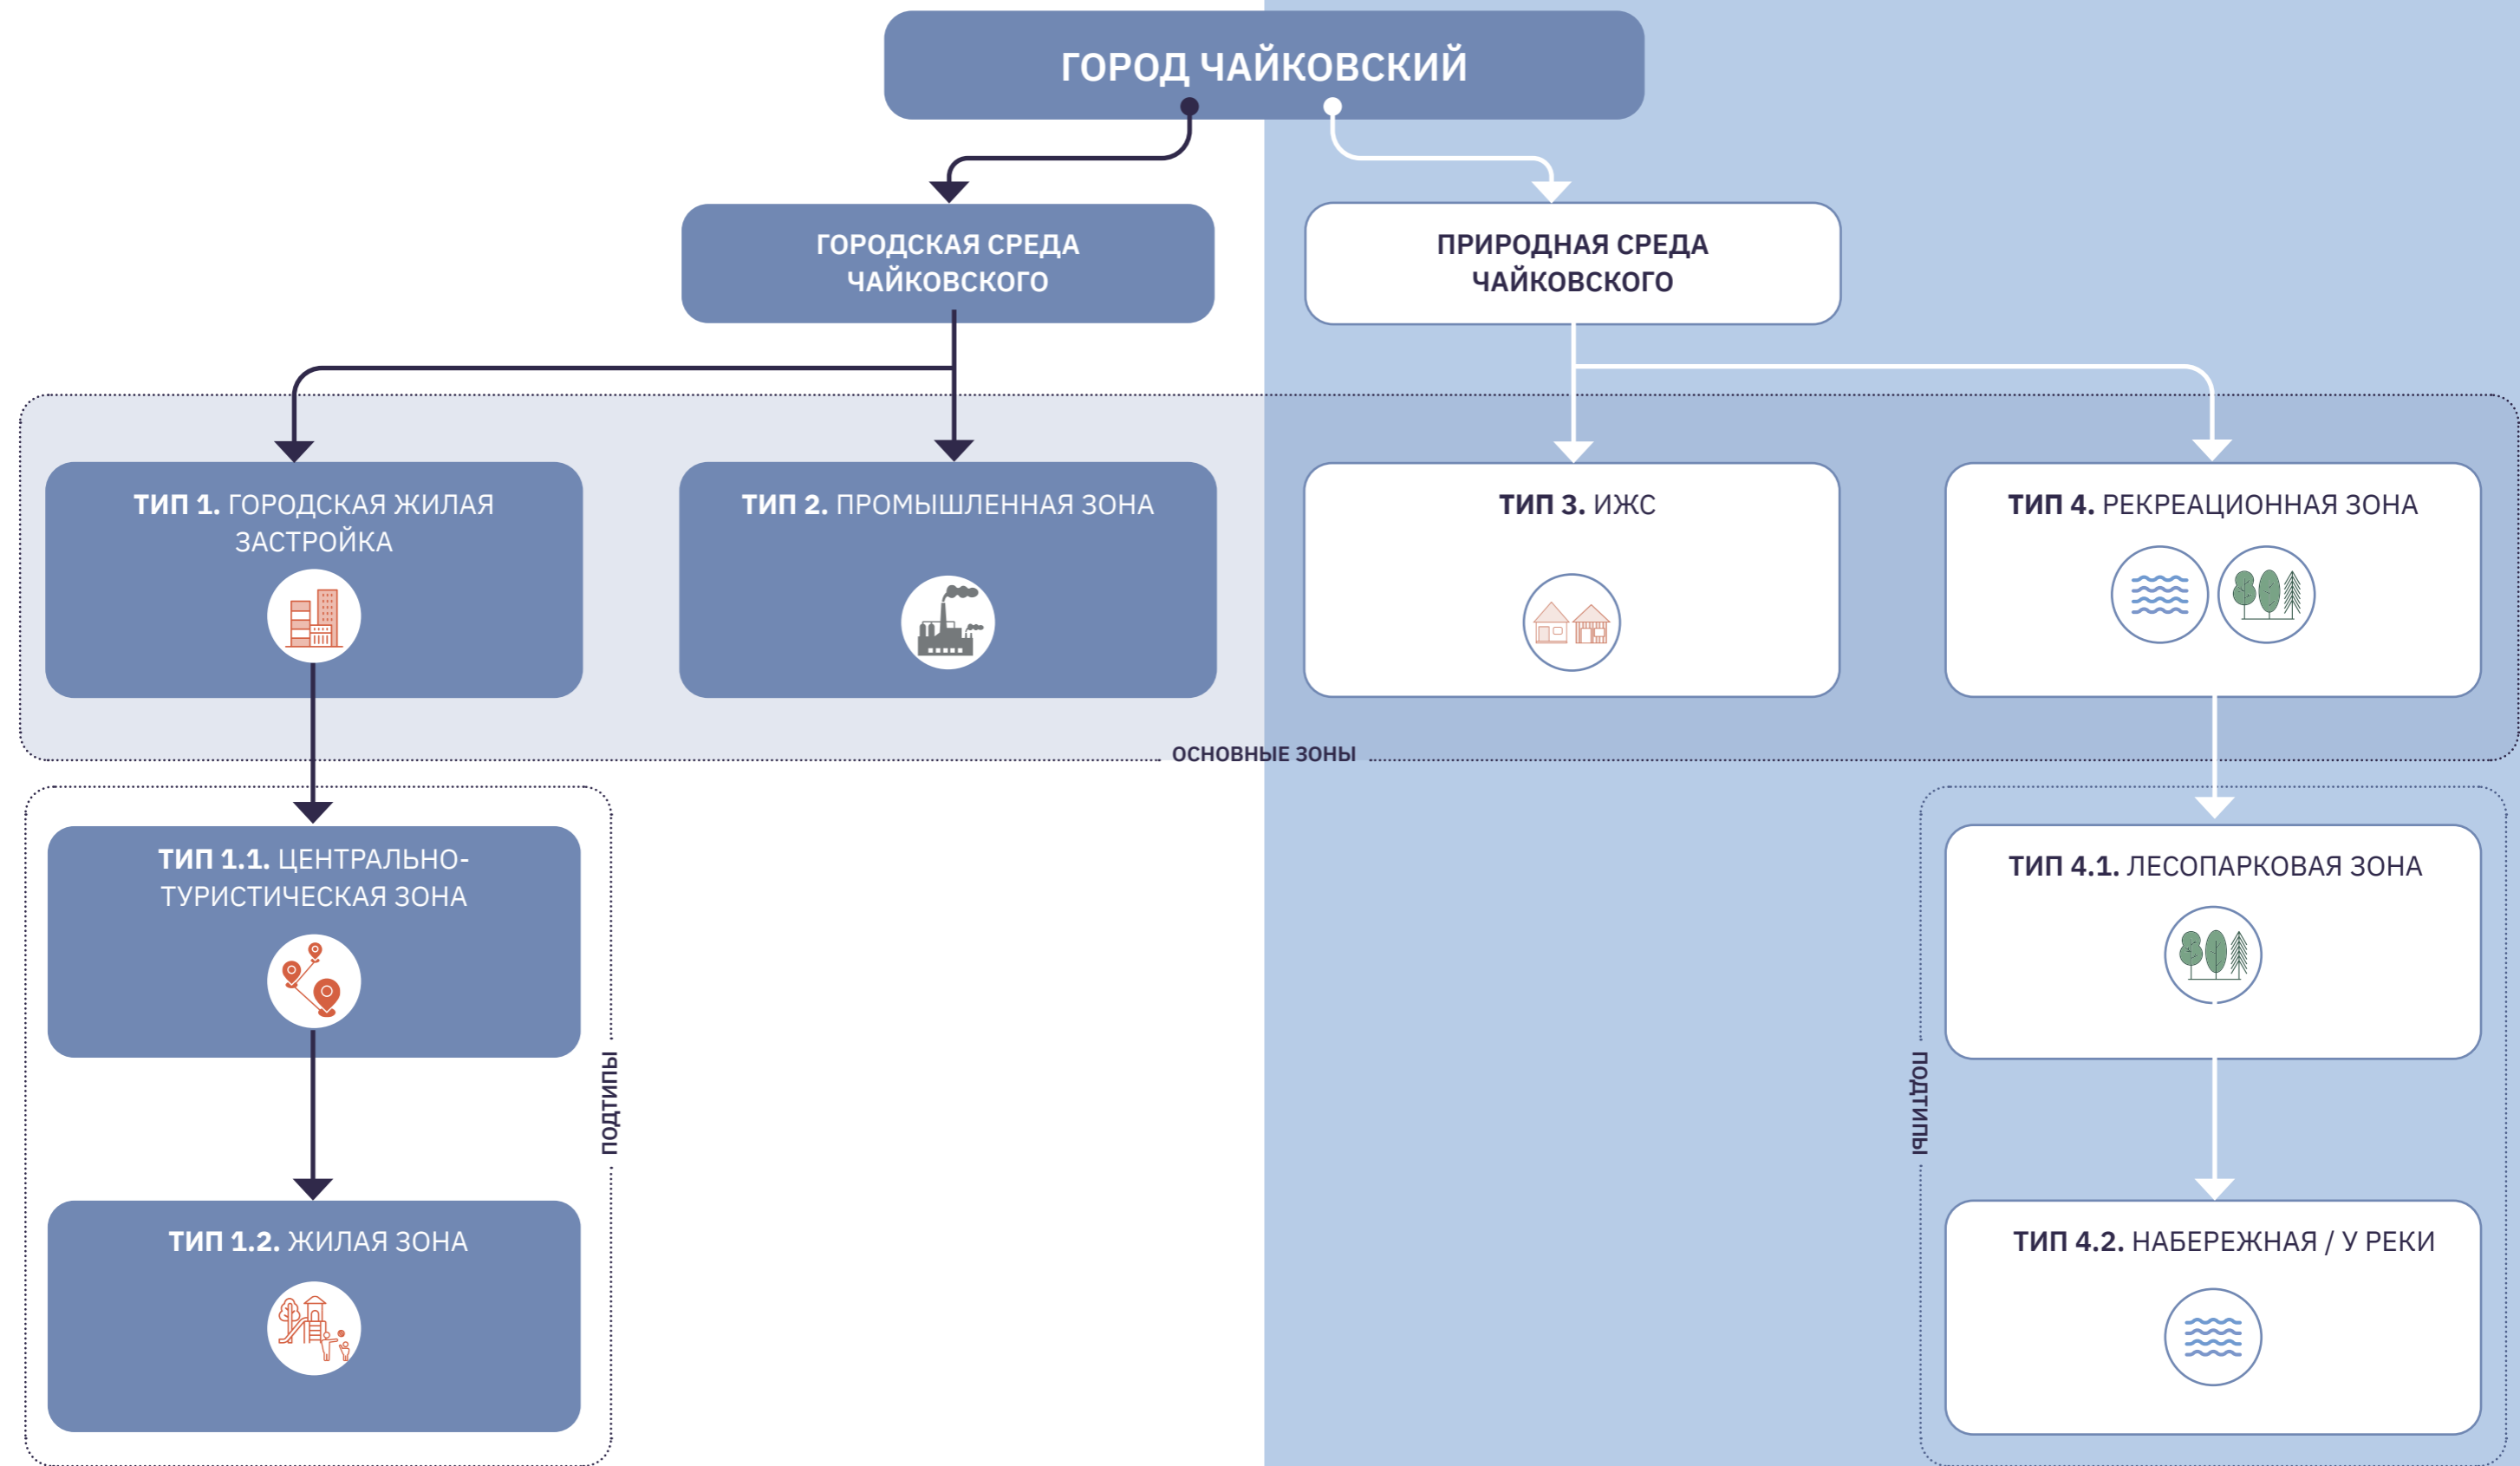 ГОРОД ЧАЙКОВСКИЙ
ГОРОДСКАЯ СРЕДА
ЧАЙКОВСКОГО
ПРИРОДНАЯ СРЕДА
ЧАЙКОВСКОГО
ТИП 1. ГОРОДСКАЯ ЖИЛАЯ
ЗАСТРОЙКА
ТИП 2. ПРОМЫШЛЕННАЯ ЗОНА
ТИП 3. ИЖС
ТИП 4. РЕКРЕАЦИОННАЯ ЗОНА
ОСНОВНЫЕ ЗОНЫ
ТИП 1.1. ЦЕНТРАЛЬНО-
ТУРИСТИЧЕСКАЯ ЗОНА
ТИП 4.1. ЛЕСОПАРКОВАЯ ЗОНА
ПОДТИПЫ
ПОДТИПЫ
ТИП 1.2. ЖИЛАЯ ЗОНА
ТИП 4.2. НАБЕРЕЖНАЯ / У РЕКИ